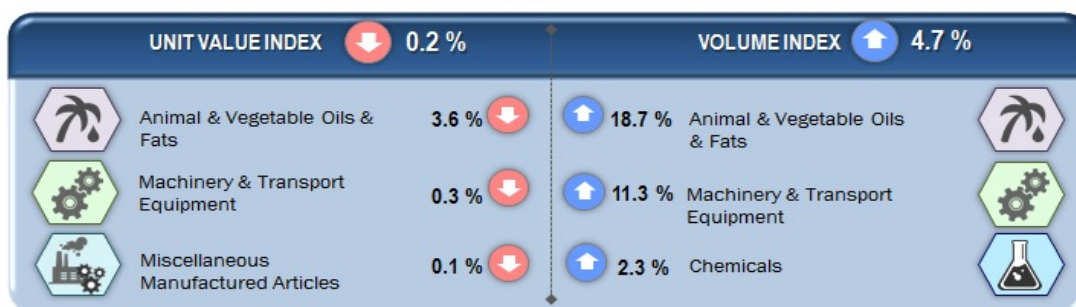 UNIT VALUE INDEX 0.2 %
VOLUME INDEX 4.7 %
Animal & Vegetable Oils &
Fats
3.6 %
Machinery & Transport
Equipment
0.3 %
Miscellaneous
Manufactured Articles
0.1 %
18.7 %
Animal & Vegetable Oils
& Fats
11.3 %
Machinery & Transport
Equipment
2.3 %
Chemicals